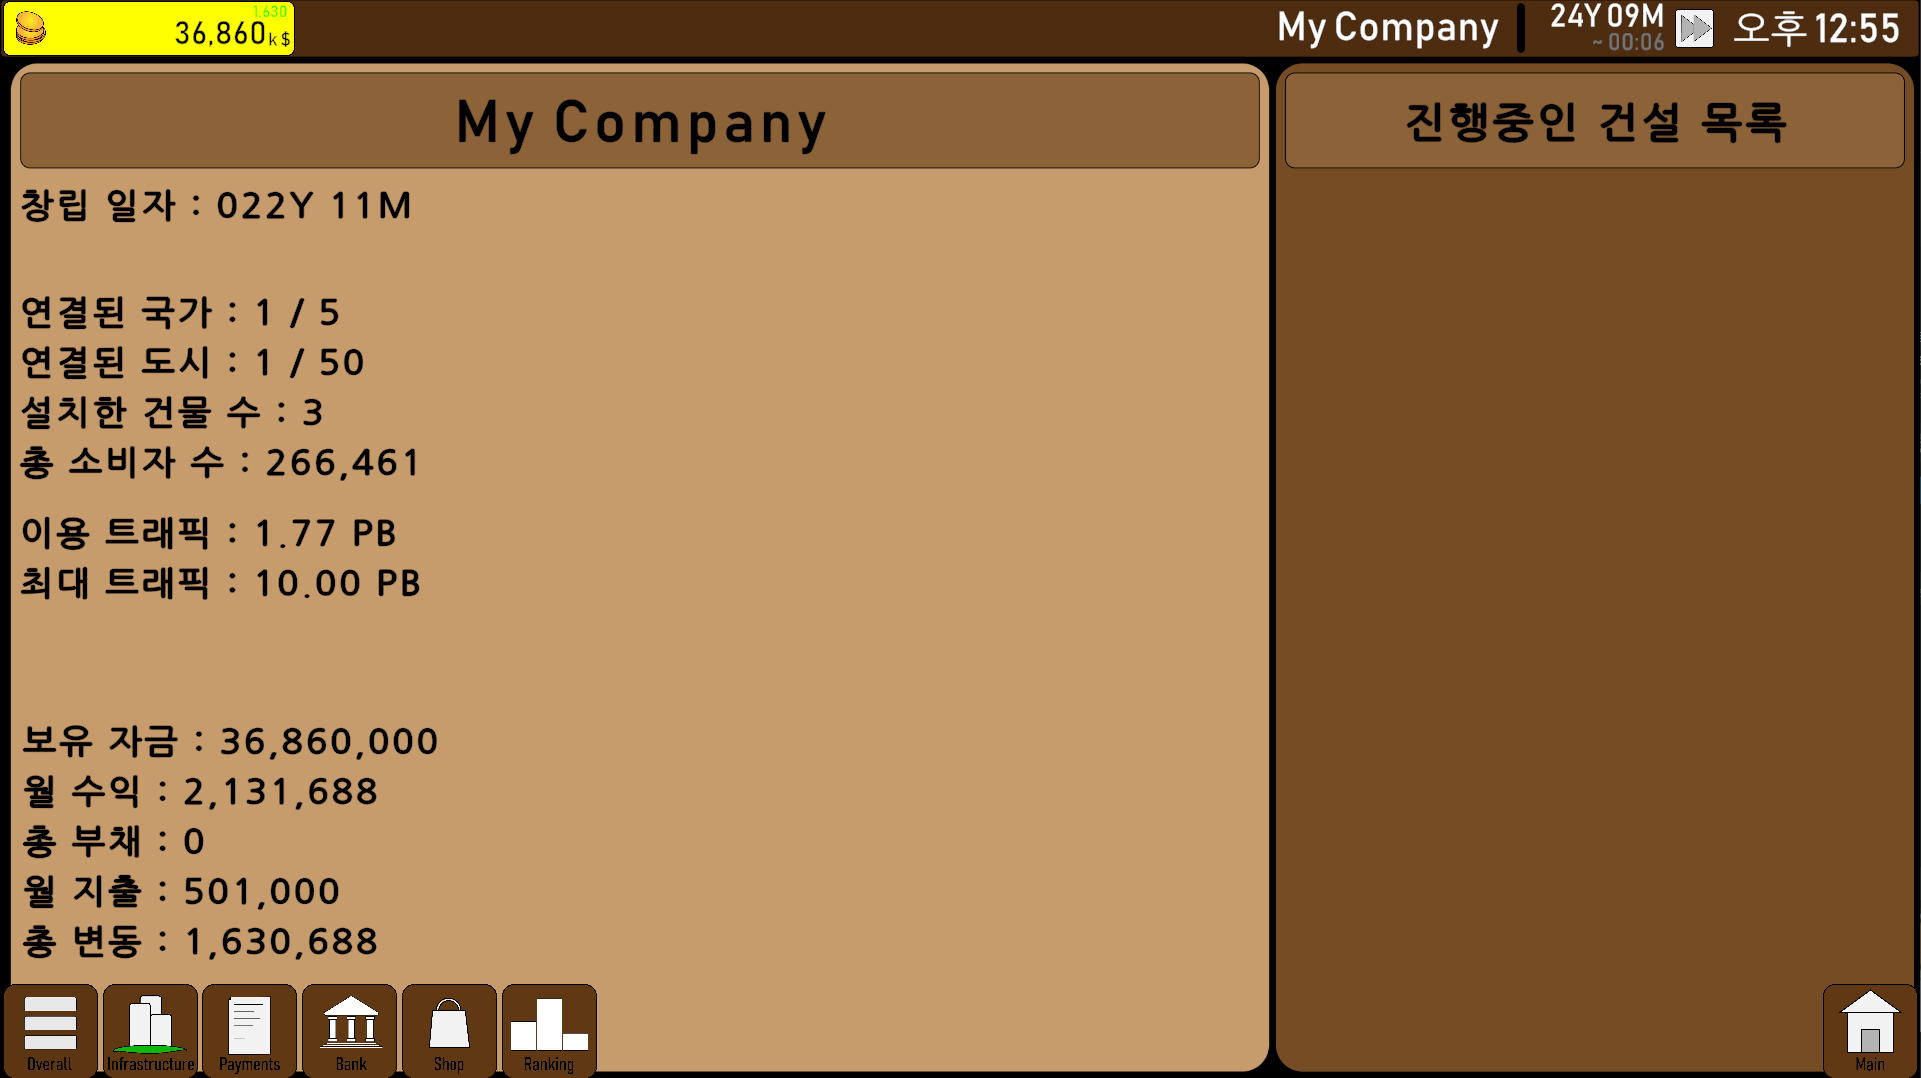 1.630
36,860k$
My Company
24Y 09M
~ 00:06
오후 12:55
My Company
진행중인 건설 목록
창립 일자 : 022Y 11M
연결된 국가 : 1 / 5
연결된 도시 : 1 / 50
설치한 건물 수 : 3
총 소비자 수 : 266,461
이용 트래픽 : 1.77 PB
최대 트래픽 : 10.00 PB
보유 자금 : 36,860,000
월 수익 : 2,131,688
총 부채 : 0
월 지출 : 501,000
총 변동 : 1,630,688
Overall
Infrastructure
Payments
Bank
Shop
Ranking
Main